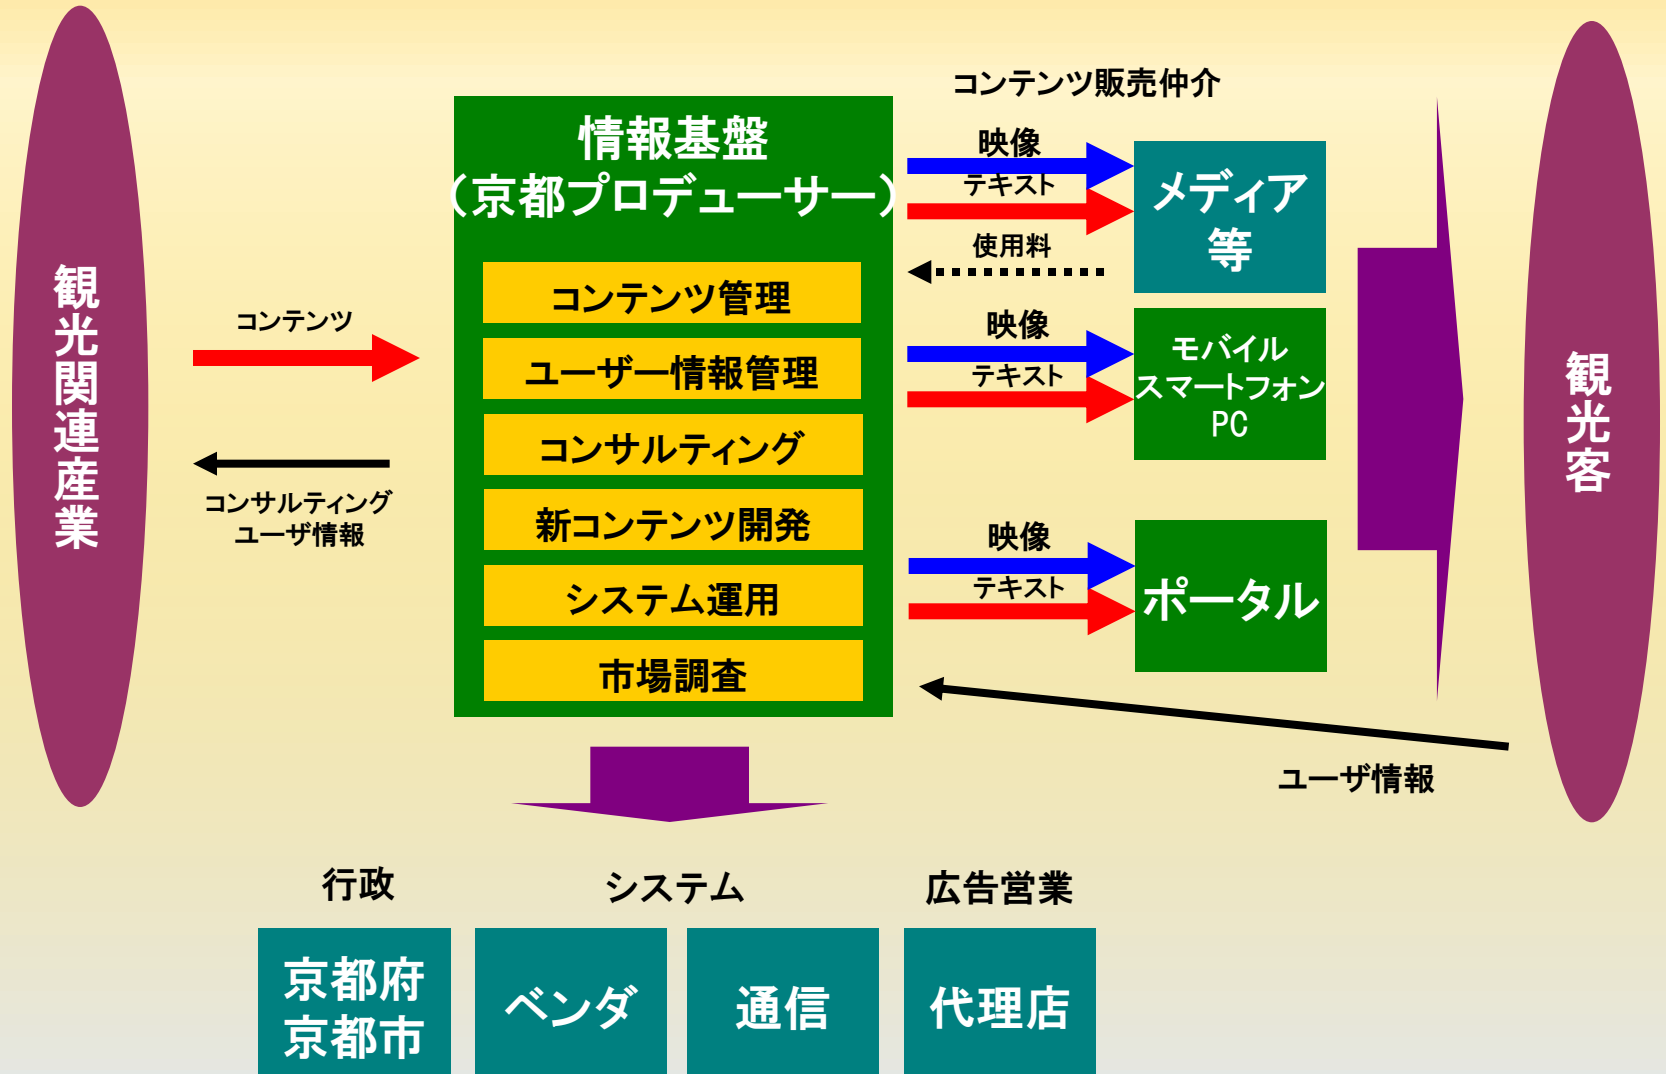 観光関連産業
コンテンツ
コンサルティング
ユーザ情報
情報基盤
（京都プロデューサー）
コンテンツ管理
ユーザー情報管理
コンサルティング
新コンテンツ開発
システム運用
市場調査
コンテンツ販売仲介
映像
テキスト
使用料
メディア
等
映像
テキスト
モバイル
スマートフォン
PC
映像
テキスト
ポータル
観光客
ユーザ情報
行政
システム
広告営業
京都府
京都市
ベンダ
通信
代理店